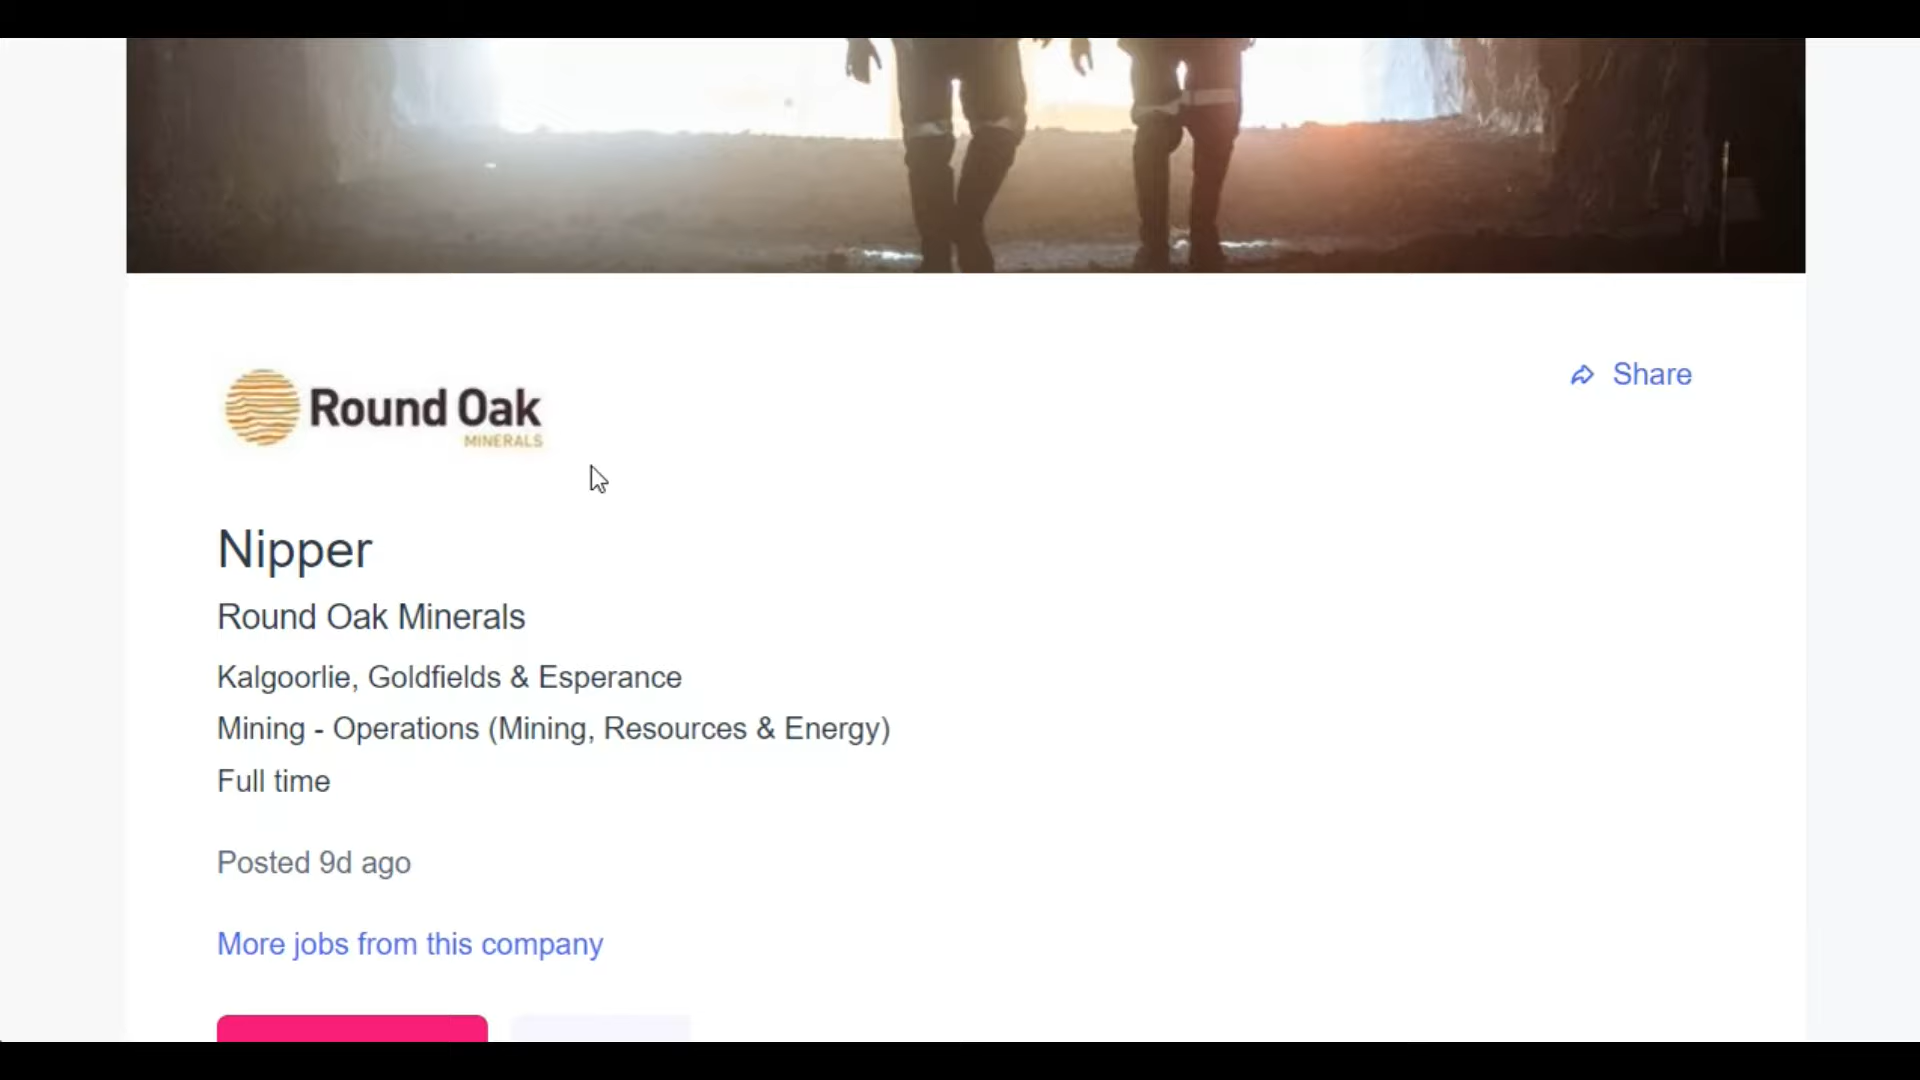 Round Oak
MINERALS
Share
Nipper
Round Oak Minerals
Kalgoorlie, Goldfields & Esperance
Mining - Operations (Mining, Resources & Energy)
Full time
Posted 9d ago
More jobs from this company